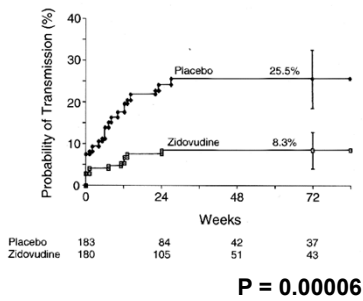 Probability of Transmission (%)
40
30
20
10
0
Placebo 25.5%
Zidovudine 8.3%
0 24 48 72
Weeks
Placebo 183 84 42 37
Zidovudine 180 105 51 43
P = 0.00006